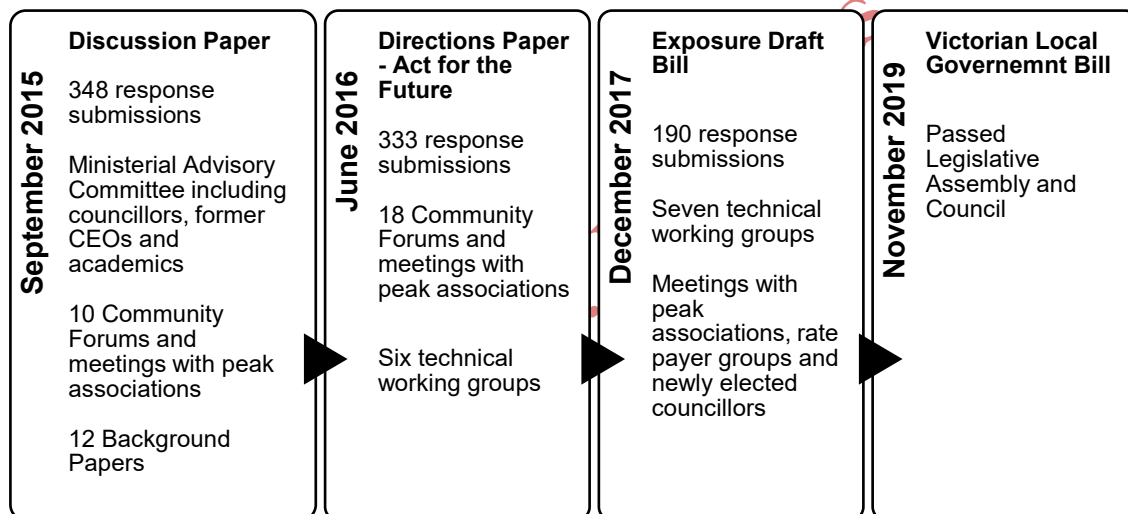 September 2015
Discussion Paper
348 response
submissions
Ministerial Advisory
Committee including
councillors, former
CEOs and
academics
10 Community
Forums and
meetings with peak
associations
12 Background
Papers
June 2016
Directions Paper
- Act for the
Future
333 response
submissions
18 Community
Forums and
meetings with
peak associations
Six technical
working groups
December 2017
Exposure Draft
Bill
190 response
submissions
Seven technical
working groups
Meetings with
peak
associations, rate
payer groups and
newly elected
councillors
November 2019
Victorian Local
Governemnt Bill
Passed
Legislative
Assembly and
Council